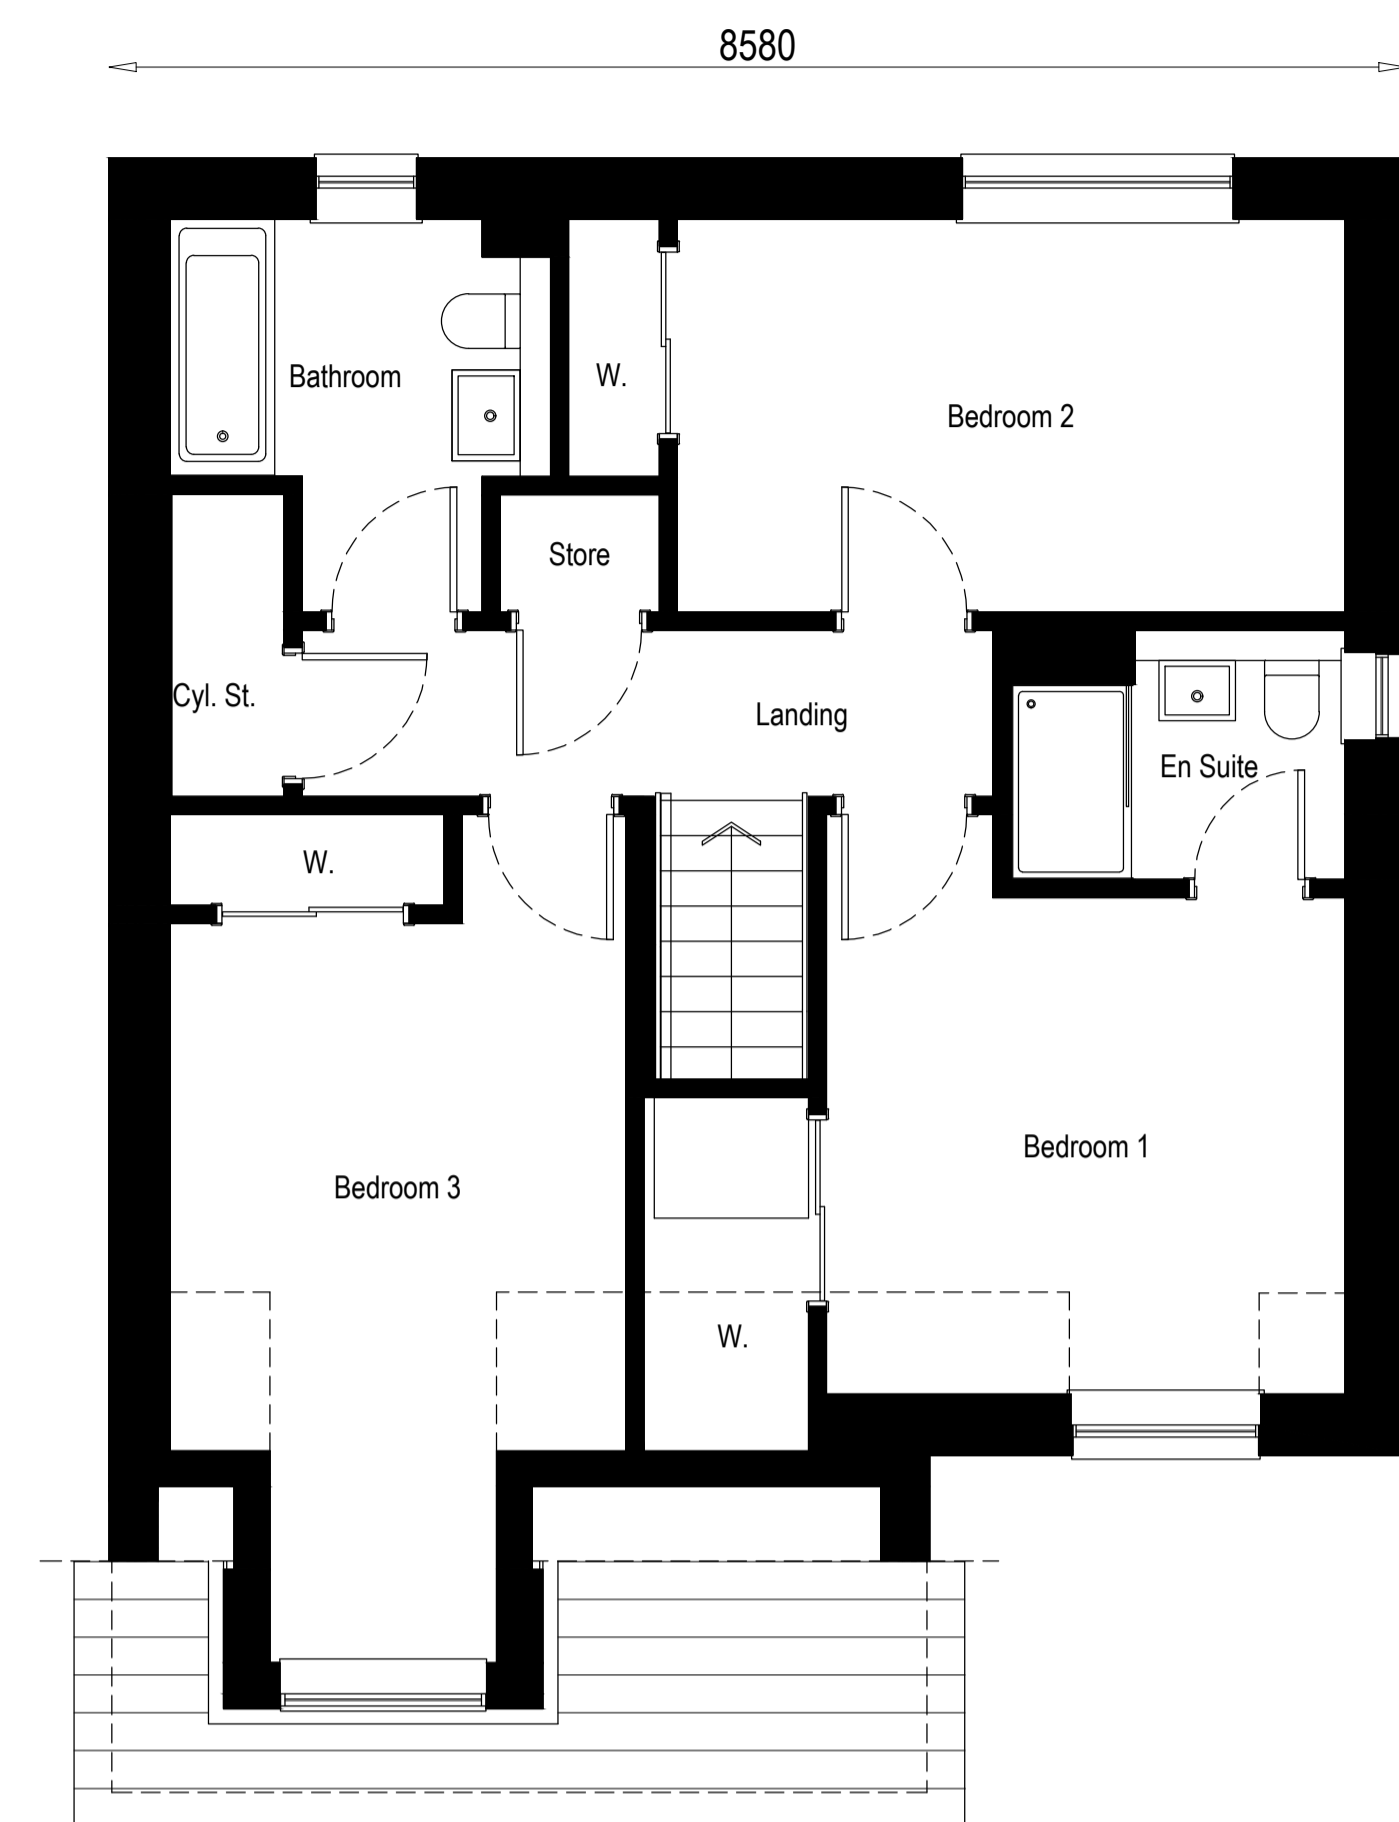 8580
Bathroom
W.
Bedroom 2
Store
Cyl. St.
Landing
En Suite
W.
Bedroom 1
Bedroom 3
W.